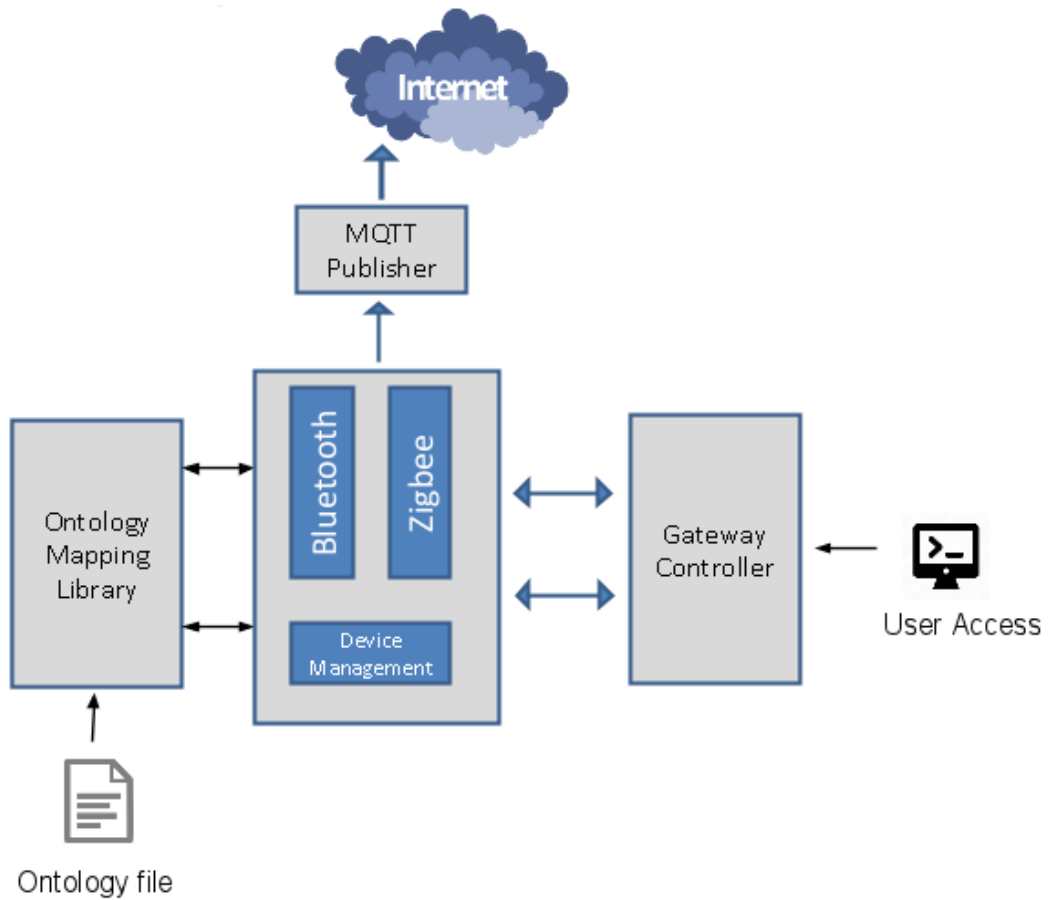 Internet
MQTT
Publisher
Bluetooth
Zigbee
Device
Management
Ontology
Mapping
Library
Gateway
Controller
User Access
Ontology file